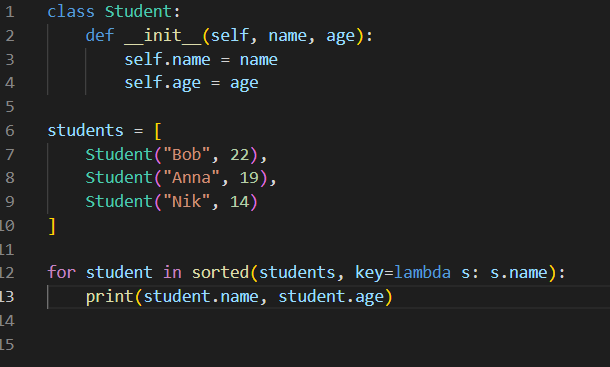 1 class Student:
2     def __init__(self, name, age):
3         self.name = name
4         self.age = age
5
6 students = [
7     Student("Bob", 22),
8     Student("Anna", 19),
9     Student("Nik", 14)
10 ]
11
12 for student in sorted(students, key=lambda s: s.name):
13     print(student.name, student.age)
14
15